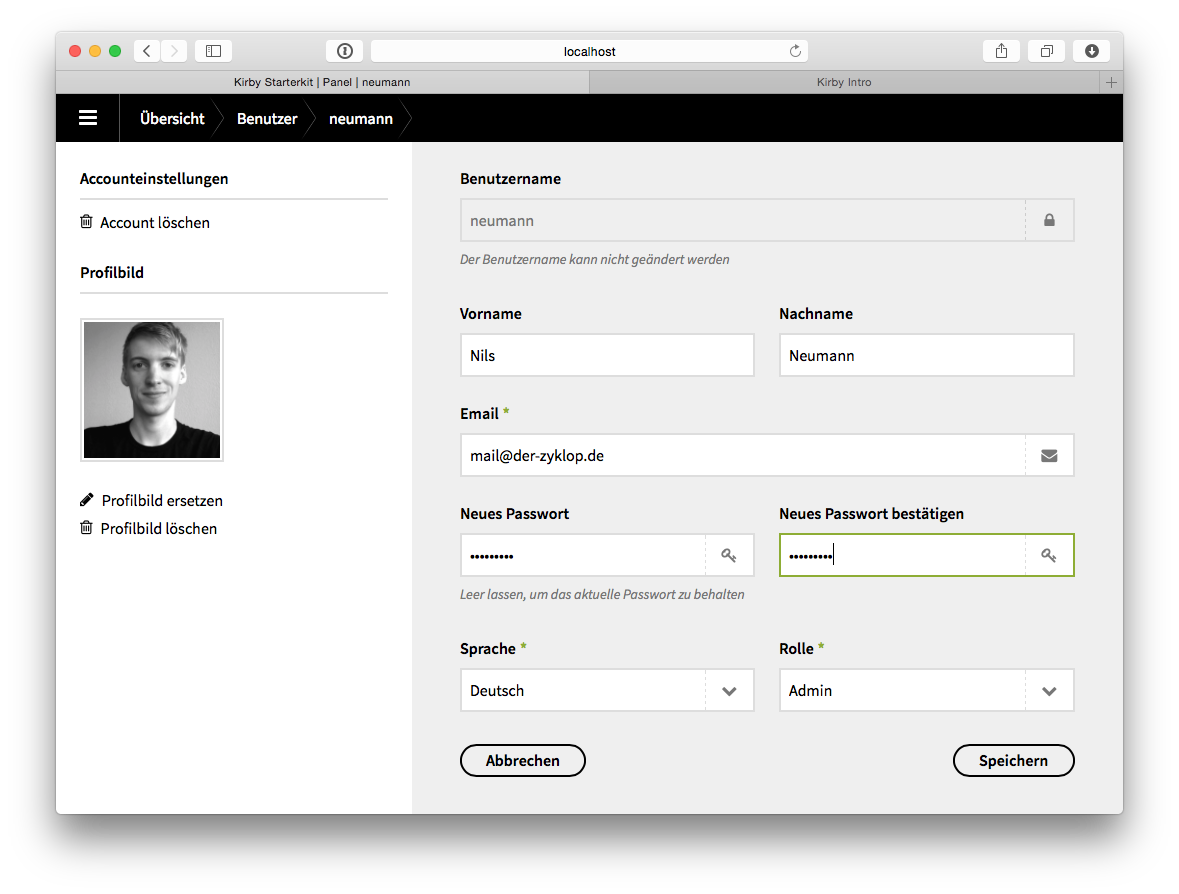 localhost
Kirby Starterkit | Panel | neumann
Kirby Intro
Übersicht
Benutzer
neumann
Accounteinstellungen
Account löschen
Profilbild
Profilbild ersetzen
Profilbild löschen
Benutzername
neumann
Der Benutzername kann nicht geändert werden
Vorname
Nachname
Nils
Neumann
Email *
mail@der-zyklop.de
Neues Passwort
Neues Passwort bestätigen
•••••••••
•••••••••
Leer lassen, um das aktuelle Passwort zu behalten
Sprache *
Rolle *
Deutsch
Admin
Abbrechen
Speichern